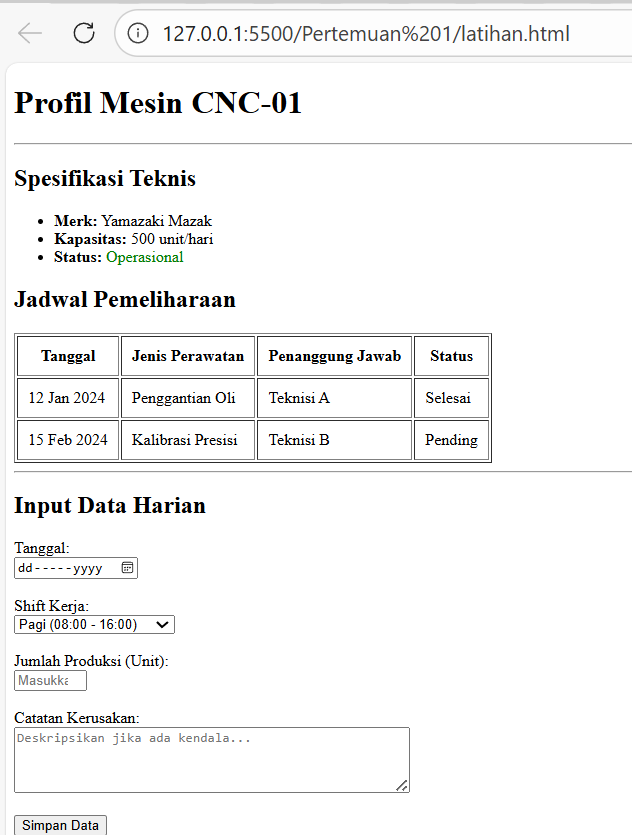 127.0.0.1:5500/Pertemuan%201/latihan.html
Profil Mesin CNC-01
Spesifikasi Teknis
Merk: Yamazaki Mazak
Kapasitas: 500 unit/hari
Status: Operasional
Jadwal Pemeliharaan
Tanggal Jenis Perawatan Penanggung Jawab Status
12 Jan 2024 Penggantian Oli Teknisi A Selesai
15 Feb 2024 Kalibrasi Presisi Teknisi B Pending
Input Data Harian
Tanggal:
dd-----yyyy
Shift Kerja:
Pagi (08:00 - 16:00)
Jumlah Produksi (Unit):
Masukk
Catatan Kerusakan:
Deskripsikan jika ada kendala...
Simpan Data